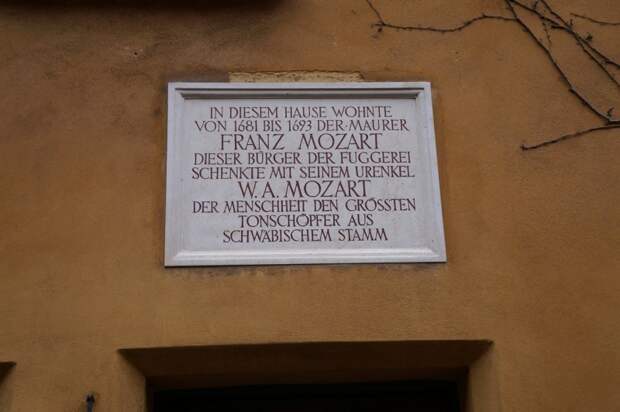 IN DIESEM HAUSE WOHNTE
VON 1681 BIS 1693 DER MAURER
FRANZ MOZART
DIESER BÜRGER DER FUGGEREI
SCHENKTE MIT SEINEM URENKEL
W. A. MOZART
DER MENSCHHEIT DEN GRÖSSTEN
TONSCHÖPFER AUS
SCHWÄBISCHEM STAMM